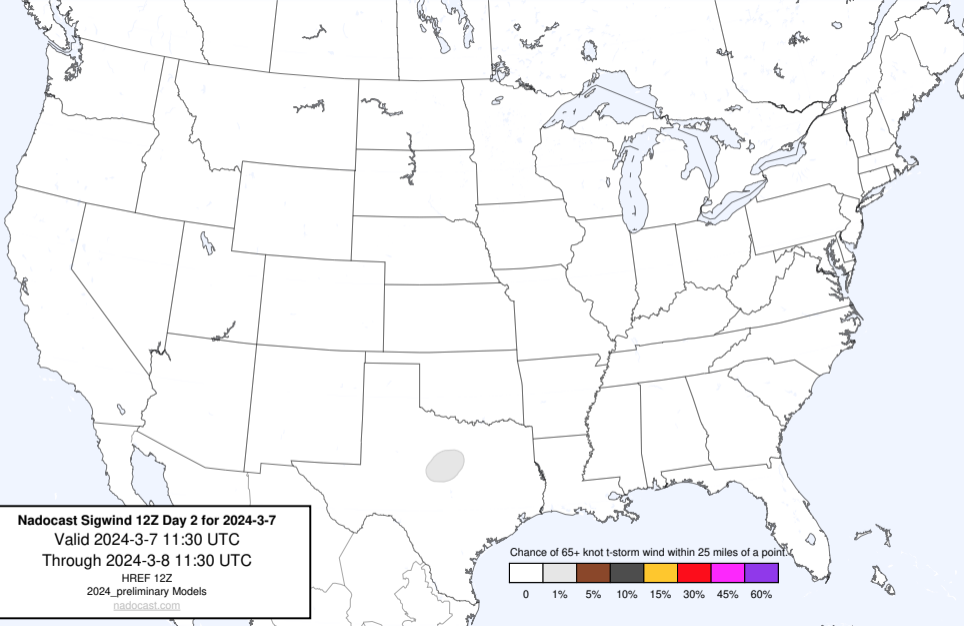 Nadocast Sigwind 12Z Day 2 for 2024-3-7
Valid 2024-3-7 11:30 UTC
Through 2024-3-8 11:30 UTC
HREF 12Z
2024_preliminary Models
nadocast.com
Chance of 65+ knot t-storm wind within 25 miles of a point.
0 1% 5% 10% 15% 30% 45% 60%